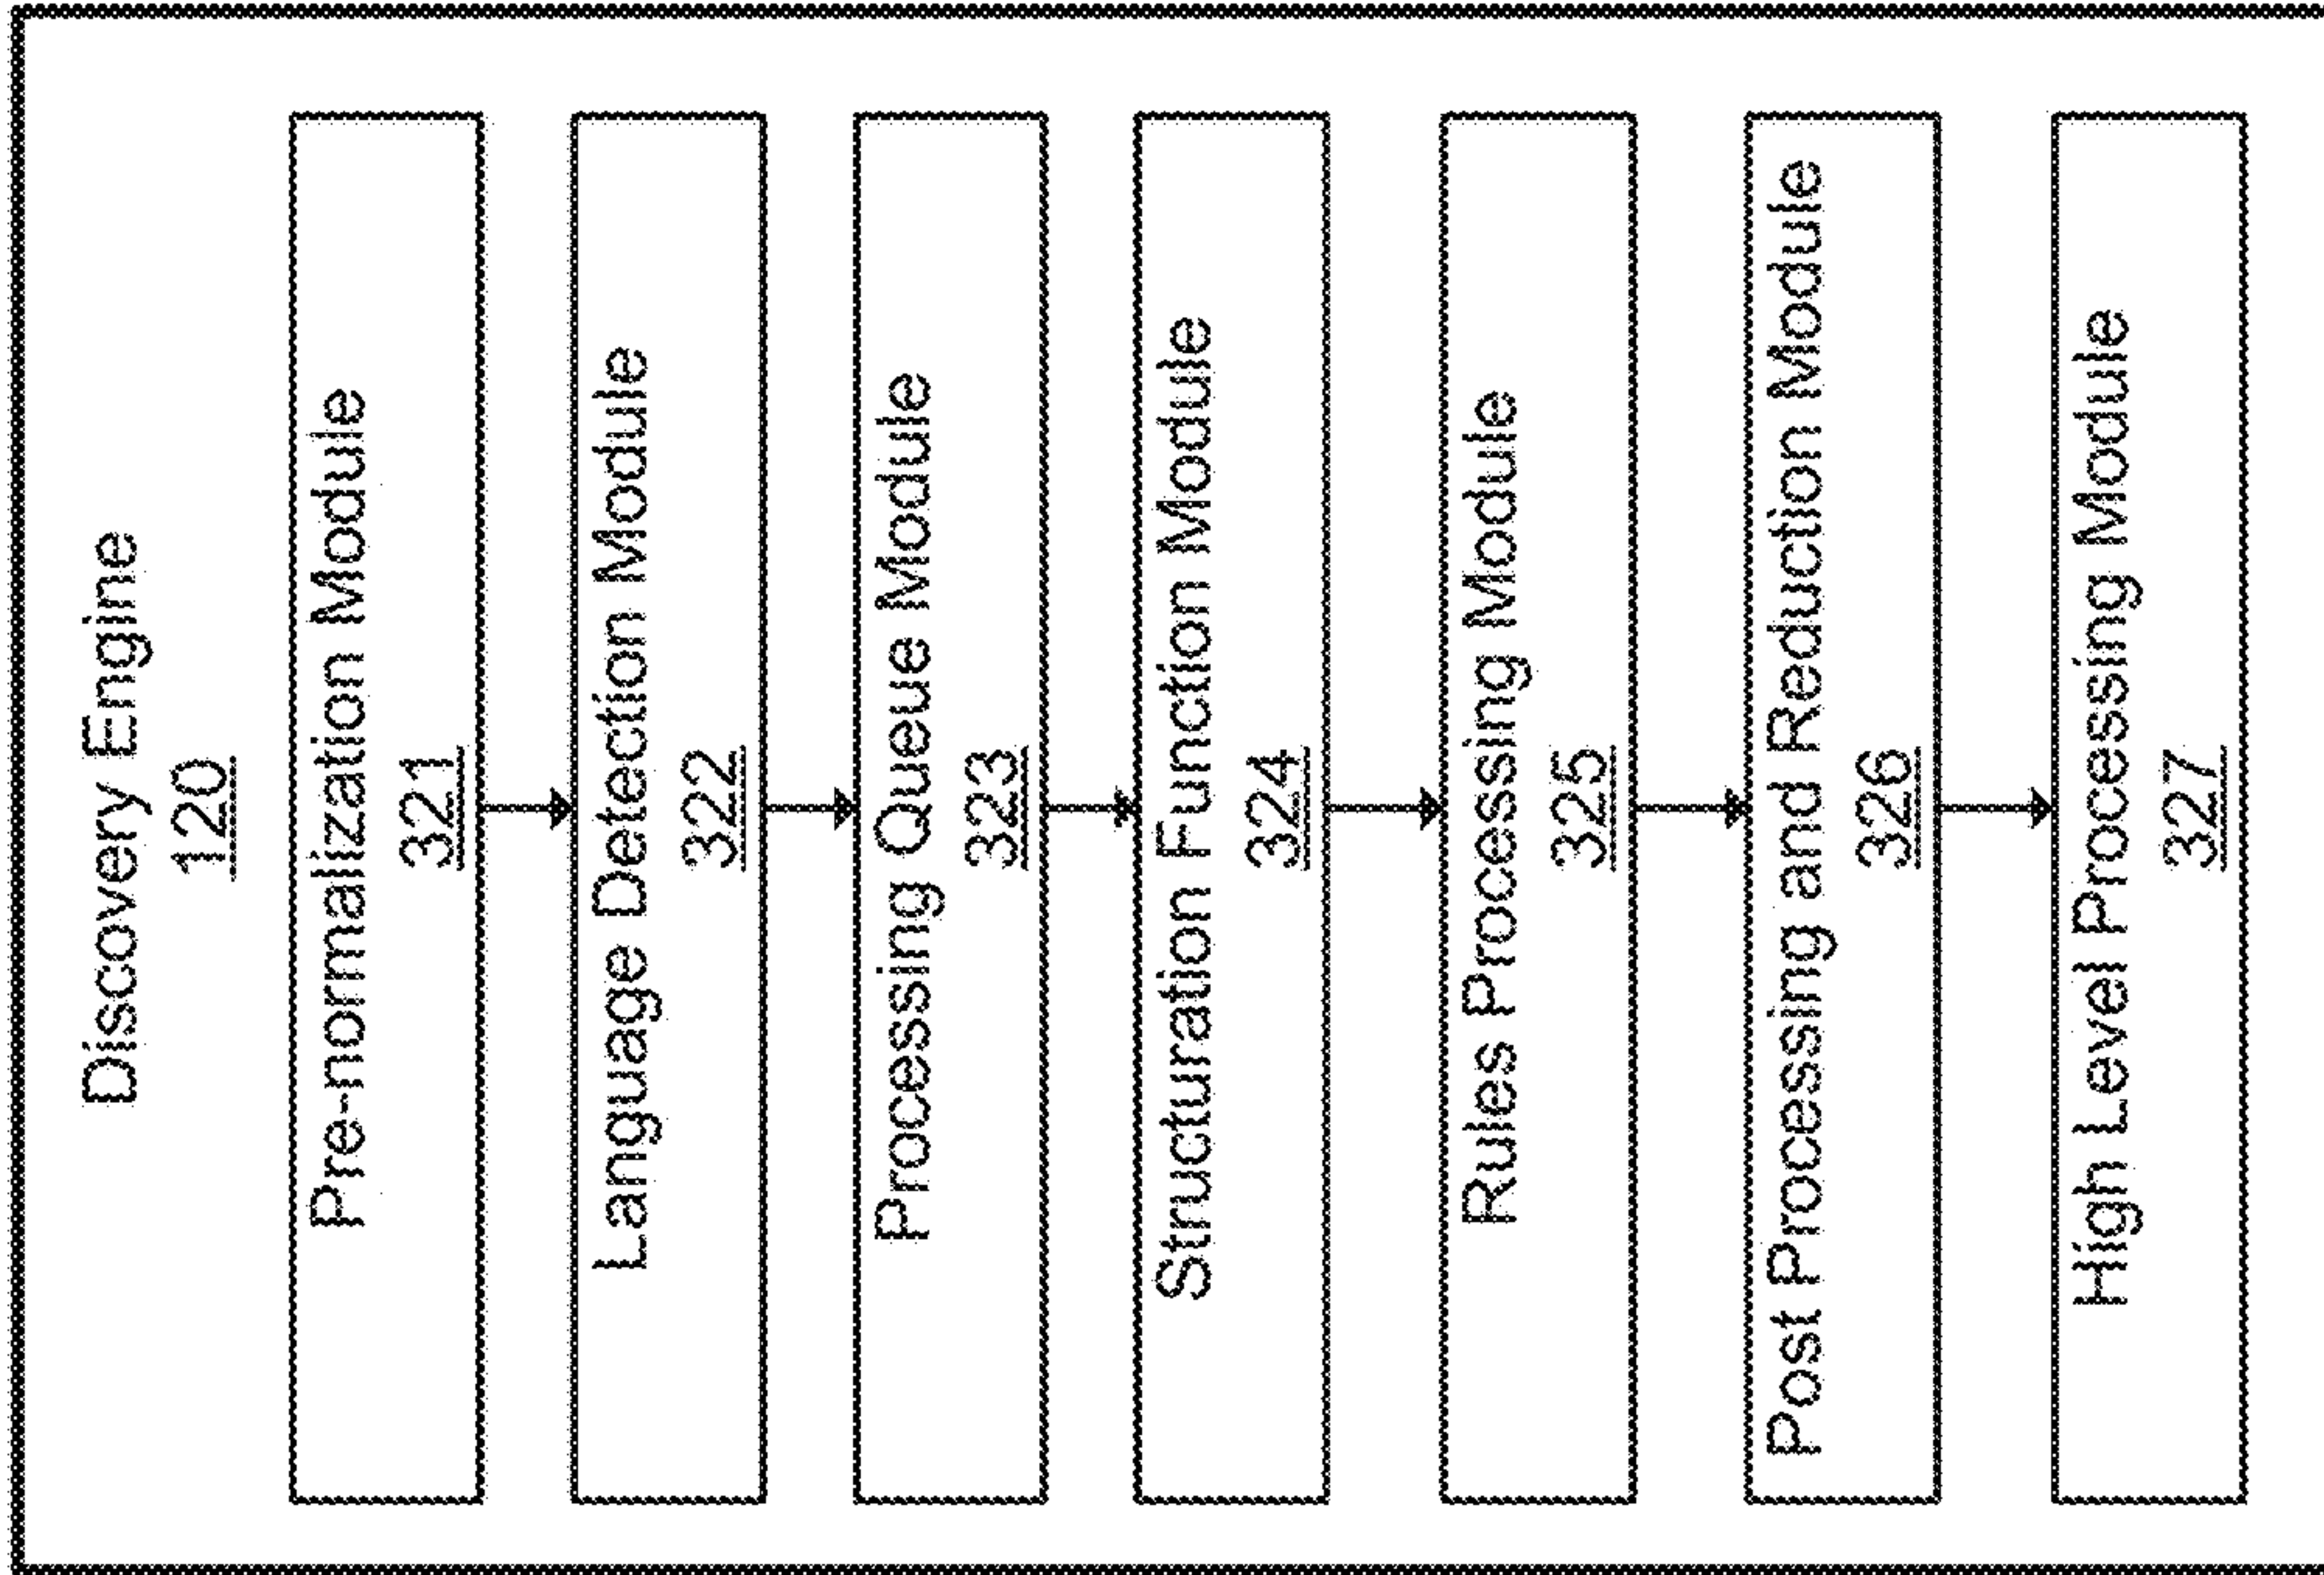 Discovery Engine
120
Pre-normalization Module
321
Language Detection Module
322
Processing Queue Module
323
Structuration Function Module
324
Rules Processing Module
325
Post Processing and Reduction Module
326
High Level Processing Module
327